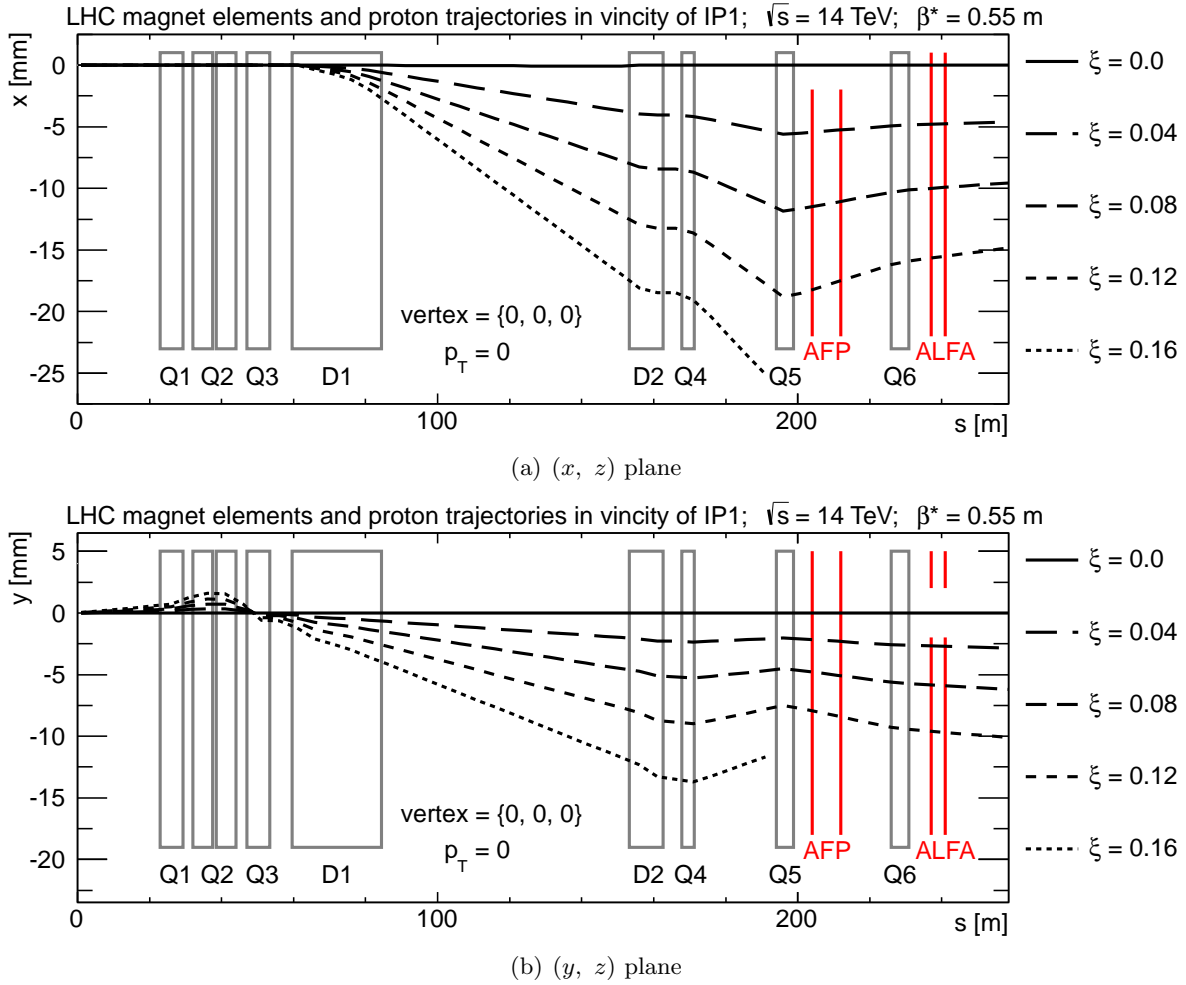 LHC magnet elements and proton trajectories in vincity of IP1; √s = 14 TeV; β* = 0.55 m
x [mm]
0
-5
-10
-15
-20
-25
vertex = {0, 0, 0}
p_T = 0
Q1 Q2 Q3 D1 D2 Q4 Q5 AFP Q6 ALFA
0 100 200 s [m]
ξ = 0.0
ξ = 0.04
ξ = 0.08
ξ = 0.12
ξ = 0.16
(a) (x, z) plane
LHC magnet elements and proton trajectories in vincity of IP1; √s = 14 TeV; β* = 0.55 m
y [mm]
5
0
-5
-10
-15
-20
vertex = {0, 0, 0}
p_T = 0
Q1 Q2 Q3 D1 D2 Q4 Q5 AFP Q6 ALFA
0 100 200 s [m]
ξ = 0.0
ξ = 0.04
ξ = 0.08
ξ = 0.12
ξ = 0.16
(b) (y, z) plane